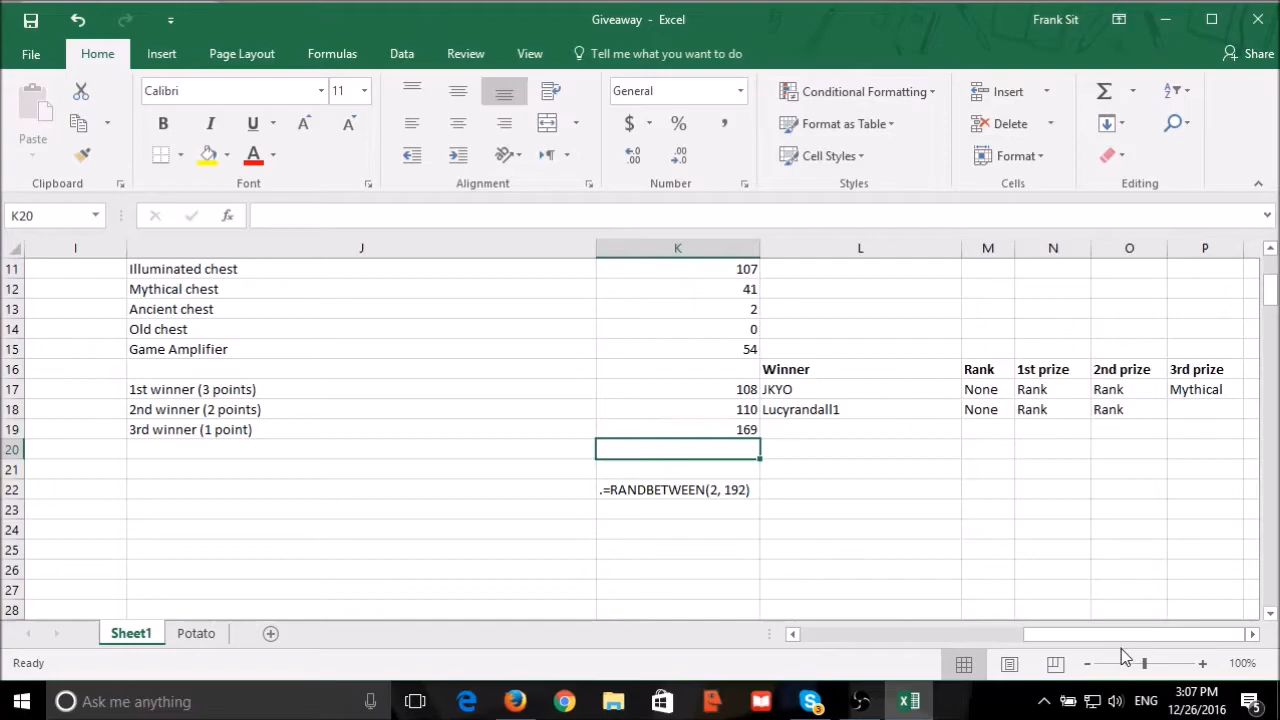 Giveaway - Excel
Frank Sit
File
Home
Insert
Page Layout
Formulas
Data
Review
View
Tell me what you want to do
Share
Paste
Calibri
11
General
Conditional Formatting
Format as Table
Cell Styles
Insert
Delete
Format
B I U A A
$ % ,
Clipboard
Font
Alignment
Number
Styles
Cells
Editing
K20
fx
I J K L M N O P
11 Illuminated chest 107
12 Mythical chest 41
13 Ancient chest 2
14 Old chest 0
15 Game Amplifier 54
16 Winner Rank 1st prize 2nd prize 3rd prize
17 1st winner (3 points) 108 JKYO None Rank Rank Mythical
18 2nd winner (2 points) 110 Lucyrandall1 None Rank Rank
19 3rd winner (1 point) 169
20
21
22 .=RANDBETWEEN(2, 192)
23
24
25
26
27
28
Sheet1
Potato
Ready
100%
Ask me anything
3
ENG
3:07 PM
12/26/2016
5